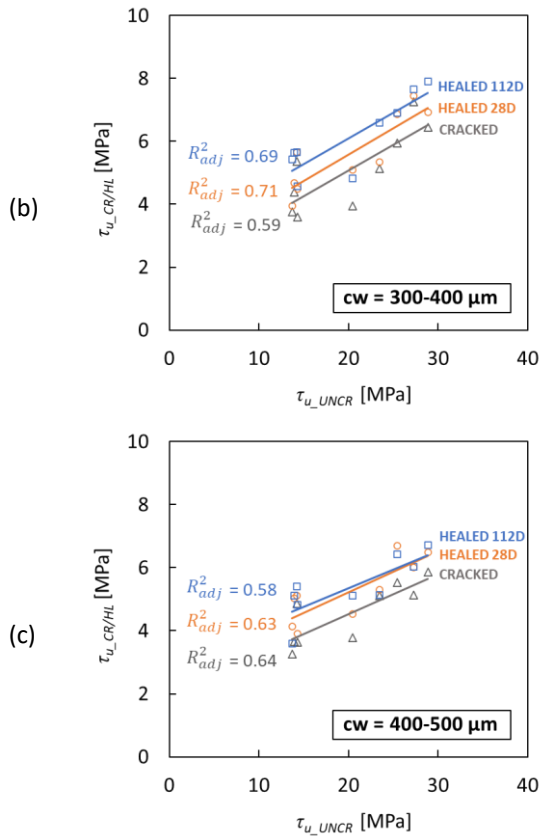 (b)
10
8
6
4
2
0
τu_CR/HL [MPa]
HEALED 112D
HEALED 28D
CRACKED
R²adj = 0.69
R²adj = 0.71
R²adj = 0.59
cw = 300-400 µm
0 10 20 30 40
τu_UNCR [MPa]
(c)
10
8
6
4
2
0
τu_CR/HL [MPa]
HEALED 112D
HEALED 28D
CRACKED
R²adj = 0.58
R²adj = 0.63
R²adj = 0.64
cw = 400-500 µm
0 10 20 30 40
τu_UNCR [MPa]